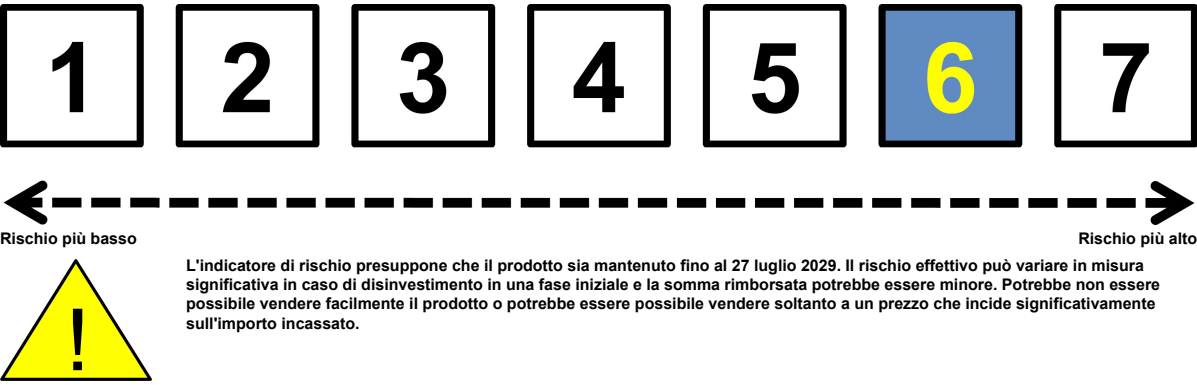 1 2 3 4 5 6 7
Rischio più basso Rischio più alto
L'indicatore di rischio presuppone che il prodotto sia mantenuto fino al 27 luglio 2029. Il rischio effettivo può variare in misura
significativa in caso di disinvestimento in una fase iniziale e la somma rimborsata potrebbe essere minore. Potrebbe non essere
possibile vendere facilmente il prodotto o potrebbe essere possibile vendere soltanto a un prezzo che incide significativamente
sull'importo incassato.
!